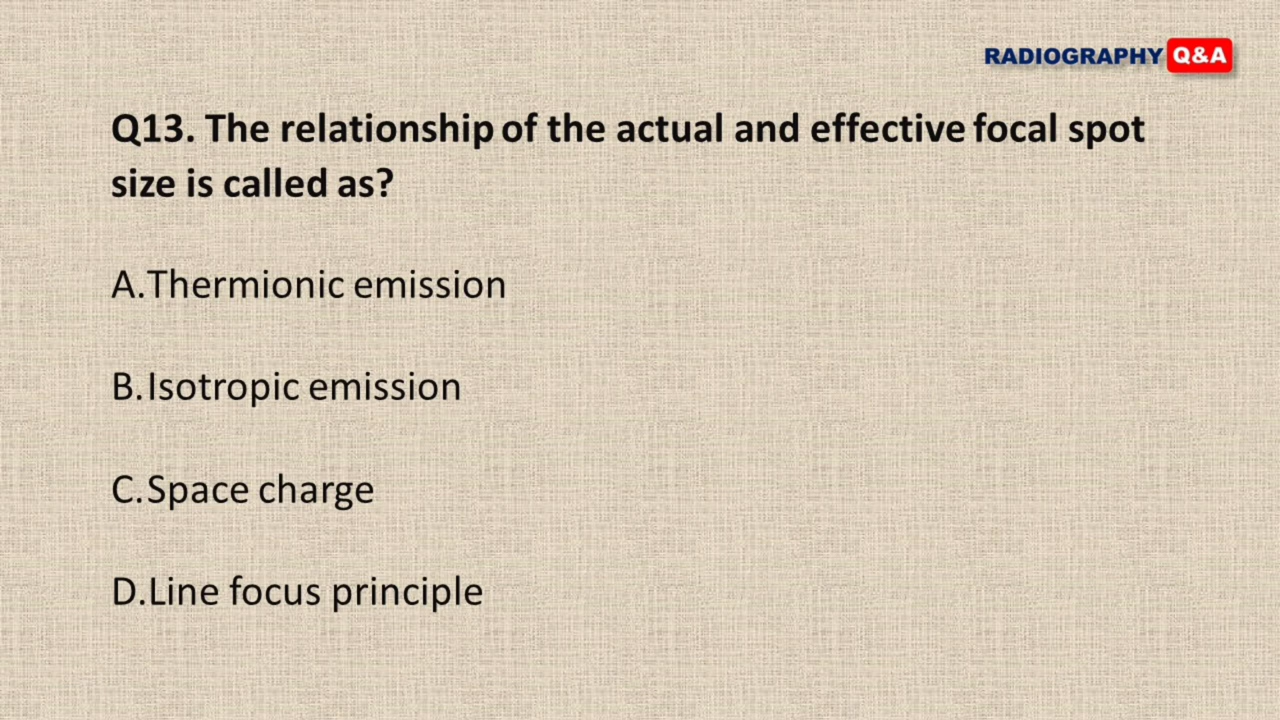 RADIOGRAPHY Q&A
Q13. The relationship of the actual and effective focal spot
size is called as?
A.Thermionic emission
B.Isotropic emission
C.Space charge
D.Line focus principle